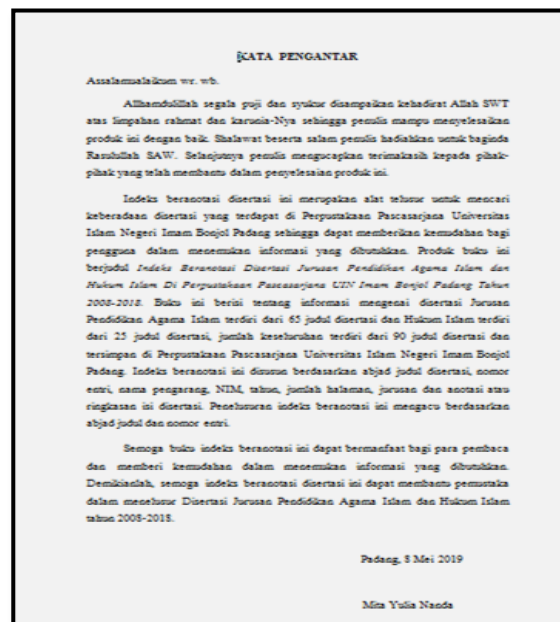 KATA PENGANTAR
Assalamualaikum wr. wb.
Allhamdulillah segala puji dan syukur disampaikan kehadirat Allah SWT
atas limpahan rahmat dan karunia-Nya sehingga penulis mampu menyelesaikan
produk ini dengan baik. Shalawat beserta salam penulis hadiahkan untuk baginda
Rasulullah SAW. Selanjutnya penulis mengucapkan terimakasih kepada pihak-
pihak yang telah membantu dalam penyelesaian produk ini.
Indeks beranotasi disertasi ini merupakan alat telusur untuk mencari
keberadaan disertasi yang terdapat di Perpustakaan Pascasarjana Universitas
Islam Negeri Imam Bonjol Padang sehingga dapat memberikan kemudahan bagi
pengguna dalam menemukan informasi yang dibutuhkan. Produk buku ini
berjudul Indeks Beranotasi Disertasi Jurusan Pendidikan Agama Islam dan
Hukum Islam Di Perpustakaan Pascasarjana UIN Imam Bonjol Padang Tahun
2008-2018. Buku ini berisi tentang informasi mengenai disertasi Jurusan
Pendidikan Agama Islam terdiri dari 65 judul disertasi dan Hukum Islam terdiri
dari 25 judul disertasi, jumlah keseluruhan terdiri dari 90 judul disertasi dan
tersimpan di Perpustakaan Pascasarjana Universitas Islam Negeri Imam Bonjol
Padang. Indeks beranotasi ini disusun berdasarkan abjad judul disertasi, nomor
entri, nama pengarang, NIM, tahun, jumlah halaman, jurusan dan anotasi atau
ringkasan isi disertasi. Penelusuran indeks beranotasi ini mengacu berdasarkan
abjad judul dan nomor entri.
Semoga buku indeks beranotasi ini dapat bermanfaat bagi para pembaca
dan memberi kemudahan dalam menemukan informasi yang dibutuhkan.
Demikianlah, semoga indeks beranotasi disertasi ini dapat membantu pemustaka
dalam menelusur Disertasi Jurusan Pendidikan Agama Islam dan Hukum Islam
tahun 2008-2018.
Padang, 8 Mei 2019
Mita Yulia Nanda